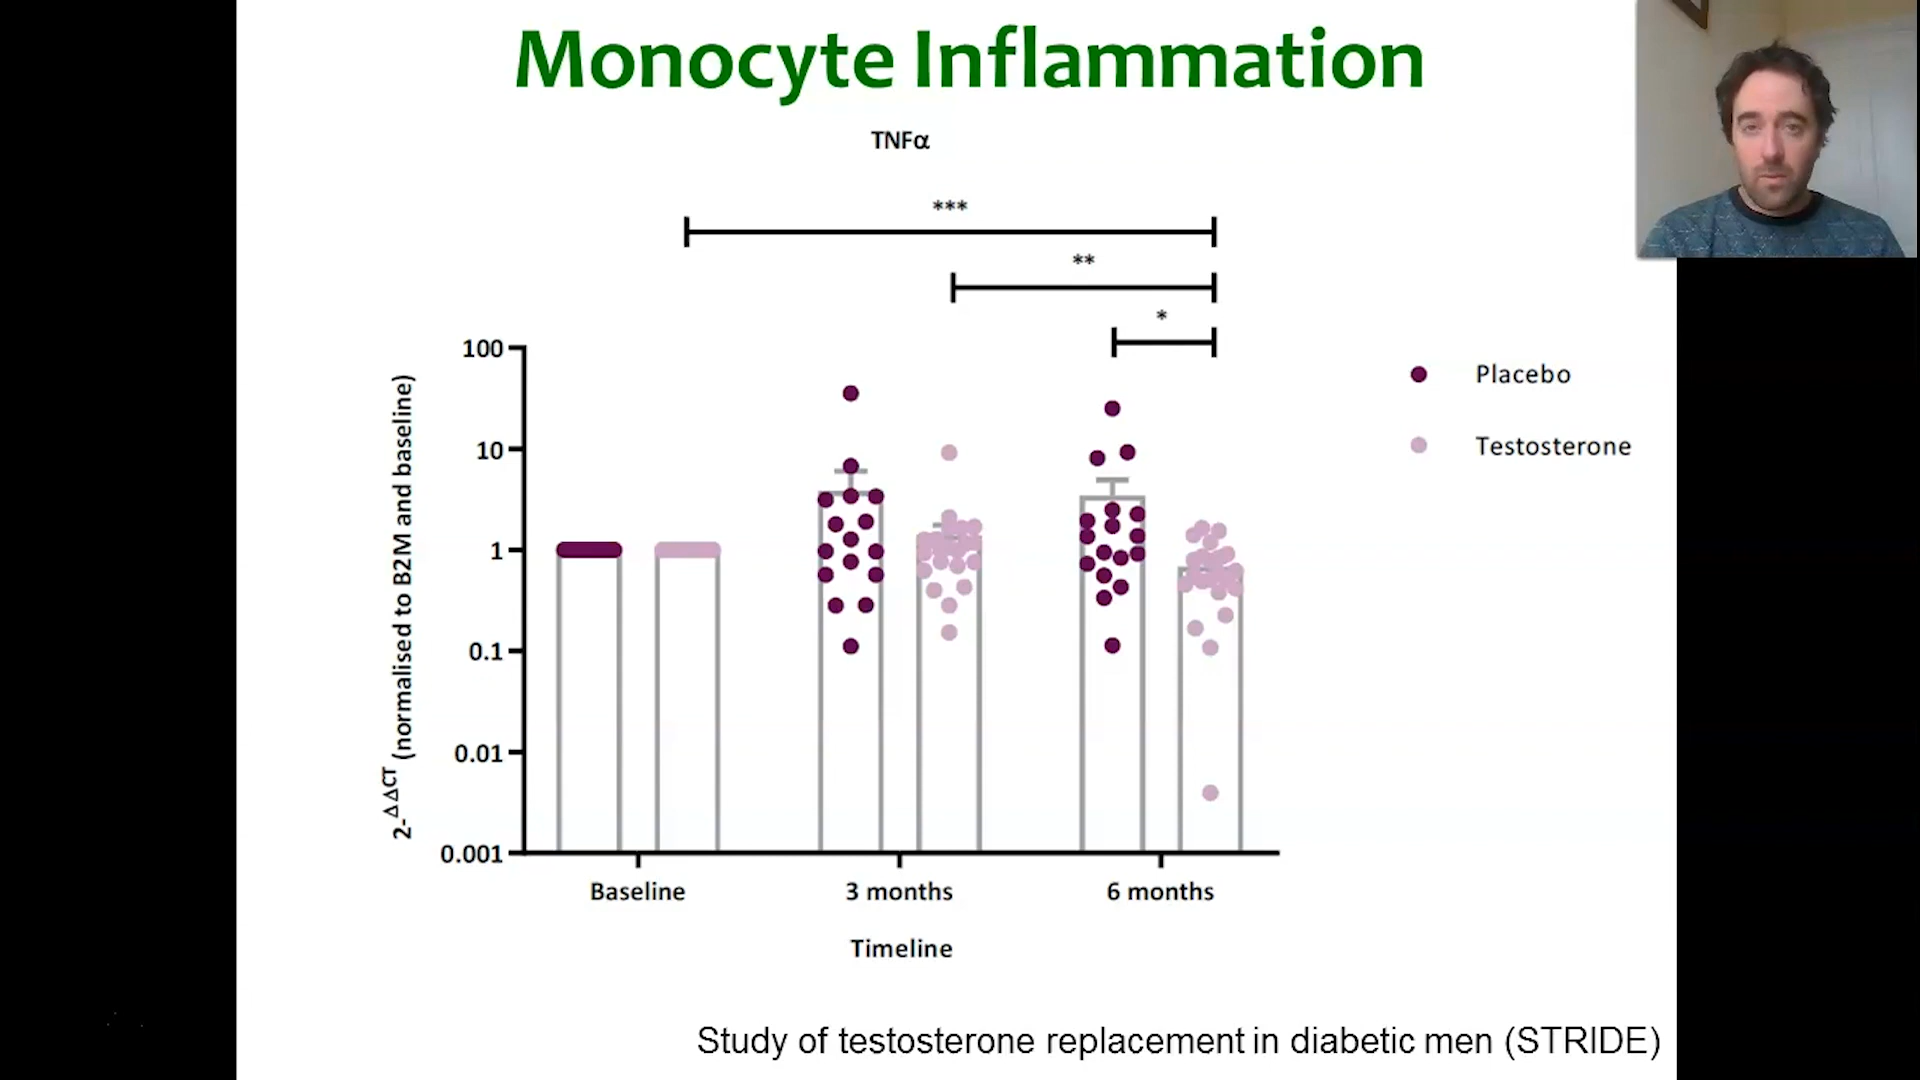 Monocyte Inflammation
TNFα
***
**
*
100
10
1
0.1
0.01
0.001
2-ΔΔCT (normalised to B2M and baseline)
Placebo
Testosterone
Baseline
3 months
6 months
Timeline
Study of testosterone replacement in diabetic men (STRIDE)